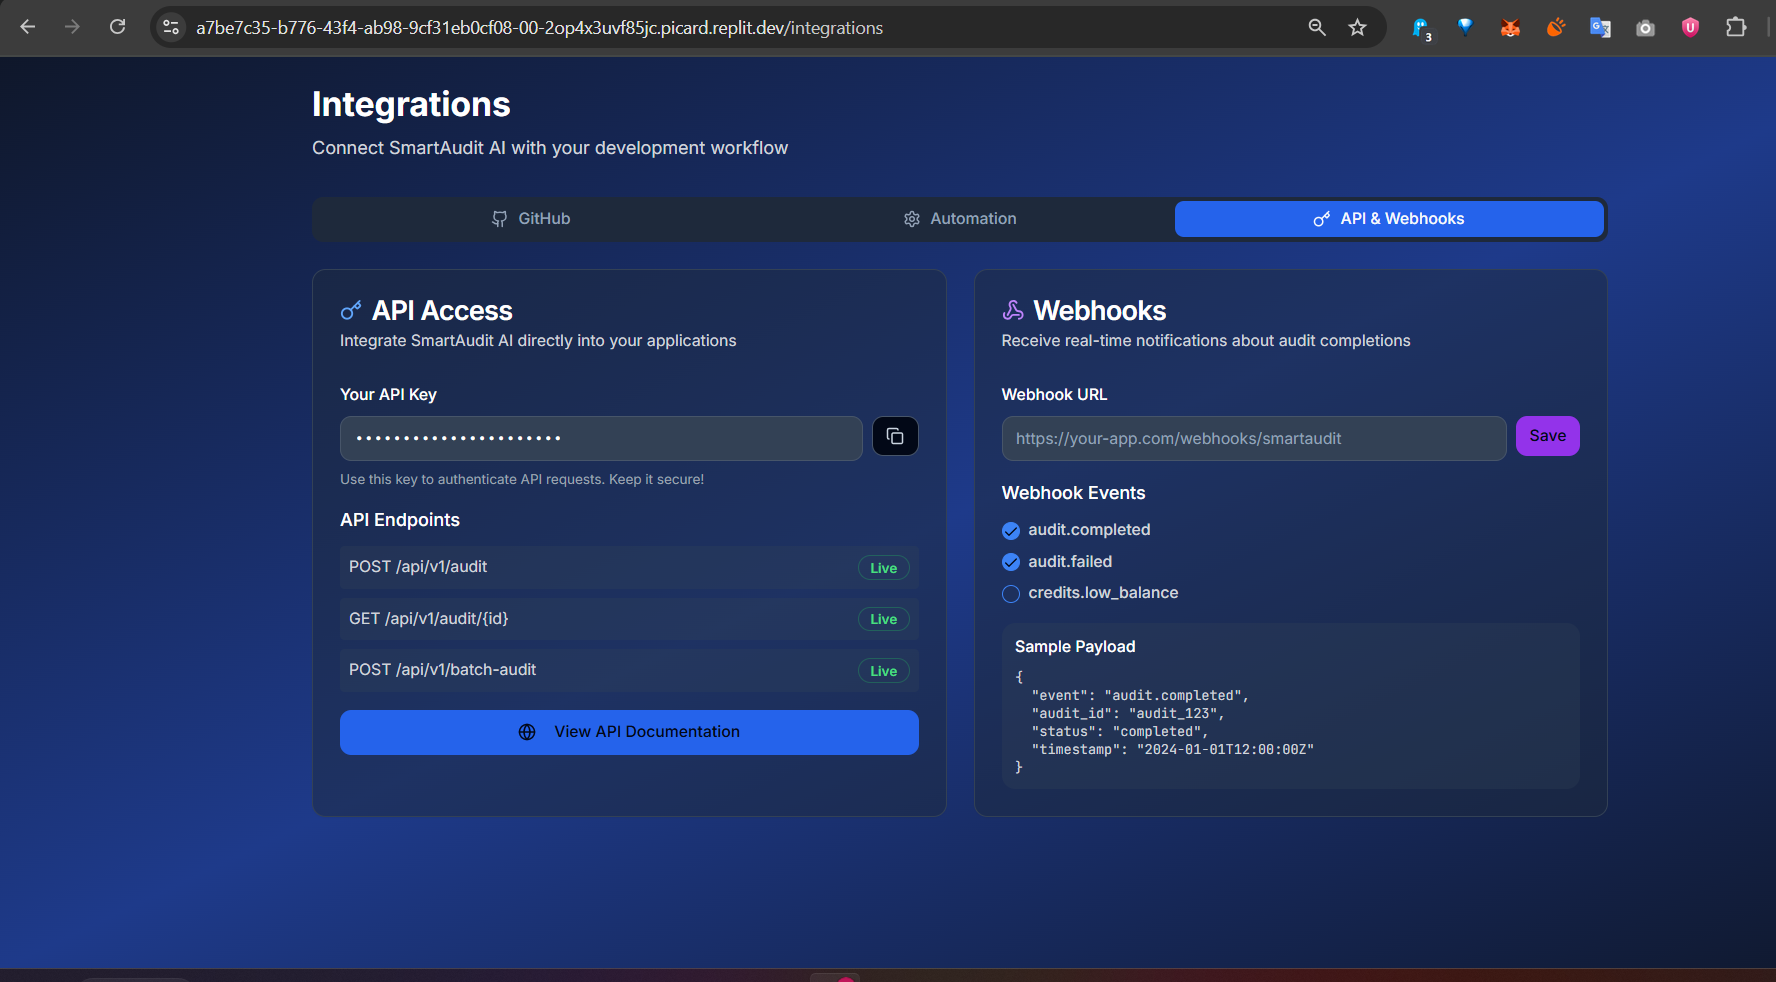 a7be7c35-b776-43f4-ab98-9cf31eb0cf08-00-2op4x3uvf85jc.picard.replit.dev/integrations
3
Integrations
Connect SmartAudit AI with your development workflow
GitHub
Automation
API & Webhooks
API Access
Integrate SmartAudit AI directly into your applications
Your API Key
••••••••••••••••••••••
Use this key to authenticate API requests. Keep it secure!
API Endpoints
POST /api/v1/audit Live
GET /api/v1/audit/{id} Live
POST /api/v1/batch-audit Live
View API Documentation
Webhooks
Receive real-time notifications about audit completions
Webhook URL
https://your-app.com/webhooks/smartaudit
Save
Webhook Events
audit.completed
audit.failed
credits.low_balance
Sample Payload
{
"event": "audit.completed",
"audit_id": "audit_123",
"status": "completed",
"timestamp": "2024-01-01T12:00:00Z"
}